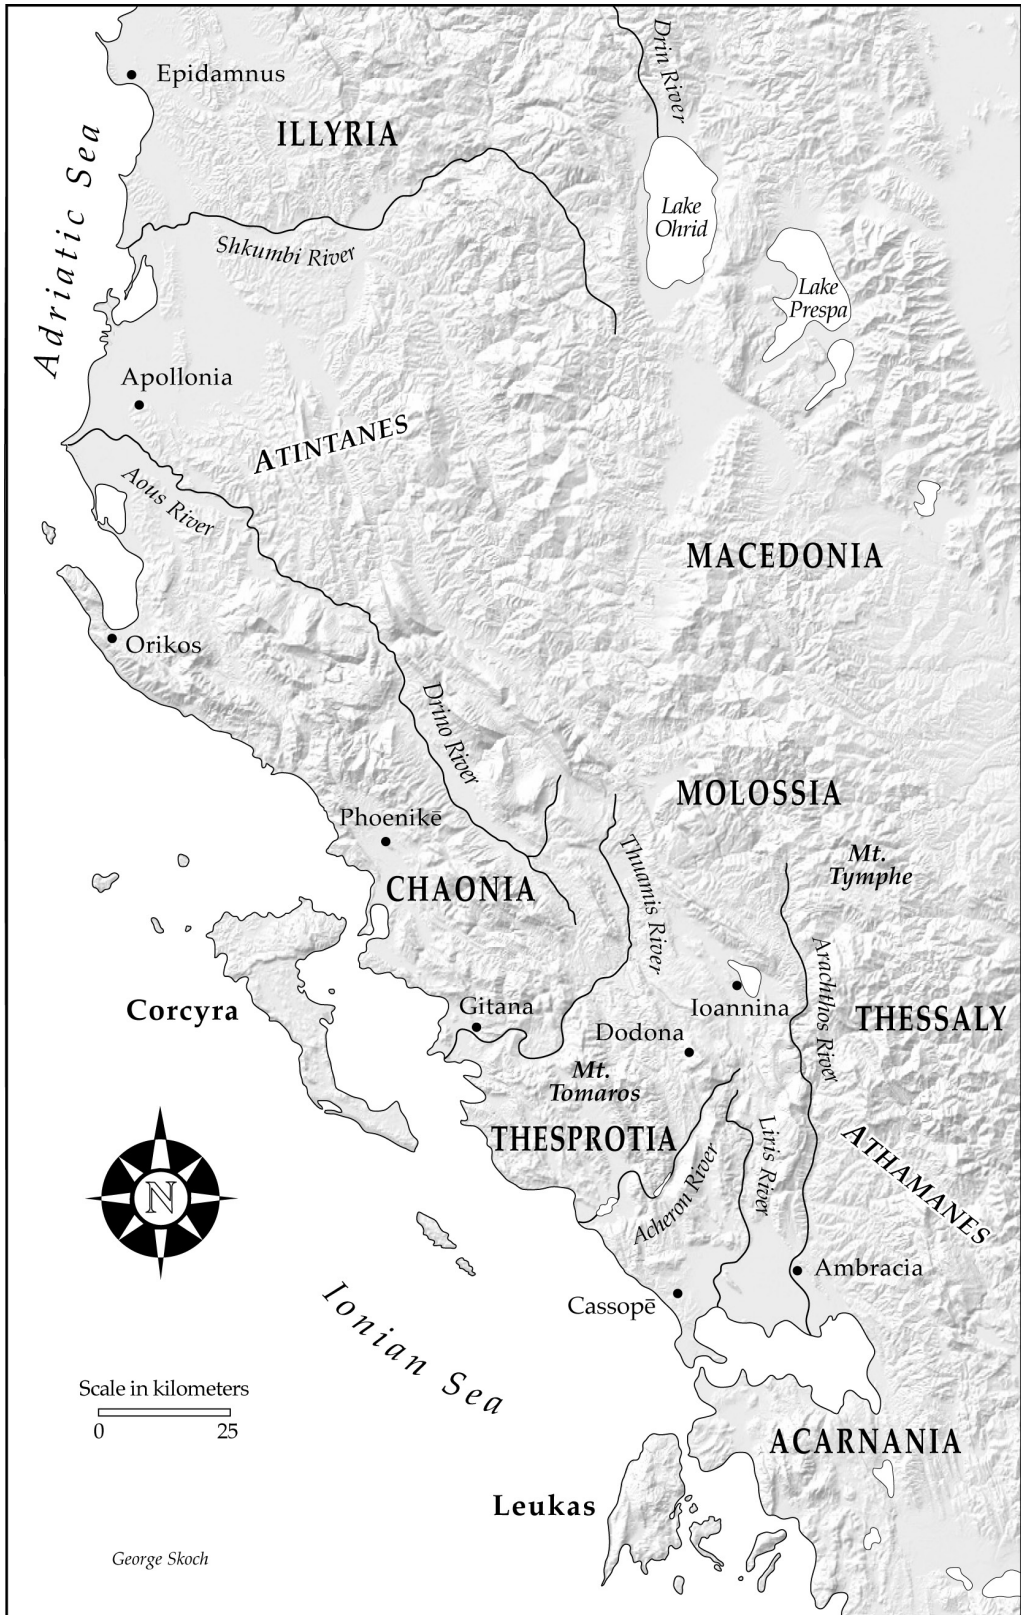 Drin River
Epidamnus
ILLYRIA
Adriatic Sea
Lake
Ohrid
Shkumbi River
Lake
Prespa
Apollonia
ATINTANES
Aous River
MACEDONIA
Orikos
Drino River
MOLOSSIA
Phoenikē
Mt.
Tymphe
Thuamis River
CHAONIA
Arachthos River
Corcyra
Gitana
Ioannina
THESSALY
Dodona
Mt.
Tomaros
THESPROTIA
Liris River
ATHAMANES
Acheron River
N
Ambracia
Cassopē
Ionian Sea
Scale in kilometers
0 25
ACARNANIA
Leukas
George Skoch